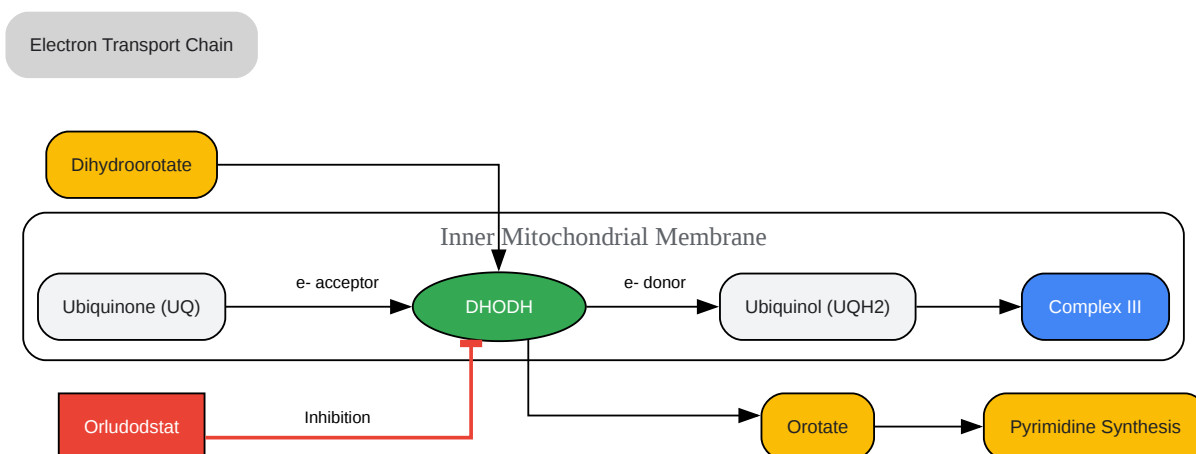 Electron Transport Chain
Dihydroorotate
Inner Mitochondrial Membrane
Ubiquinone (UQ)
e- acceptor
DHODH
e- donor
Ubiquinol (UQH2)
Complex III
Orludodstat
Inhibition
Orotate
Pyrimidine Synthesis